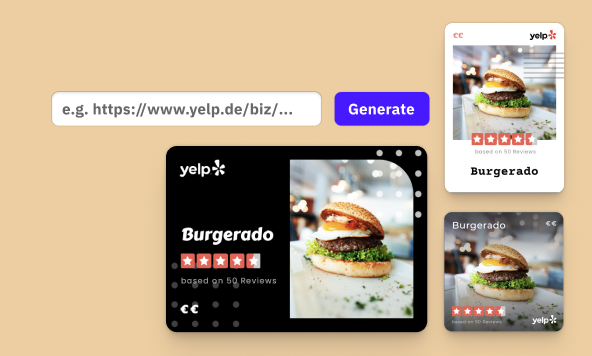 e.g. https://www.yelp.de/biz/...
Generate
yelp
Burgerado
based on 50 Reviews
€€
€€
yelp
based on 50 Reviews
Burgerado
Burgerado
€€
based on 50 Reviews
yelp